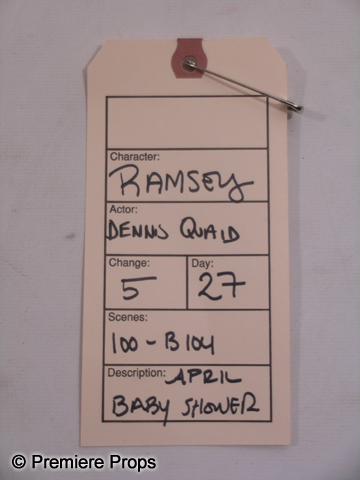 Character:
RAMSEY
Actor:
DENNIS QUAID
Change: Day:
5 27
Scenes:
100 - B104
Description: APRIL
BABY SHOWER
© Premiere Props